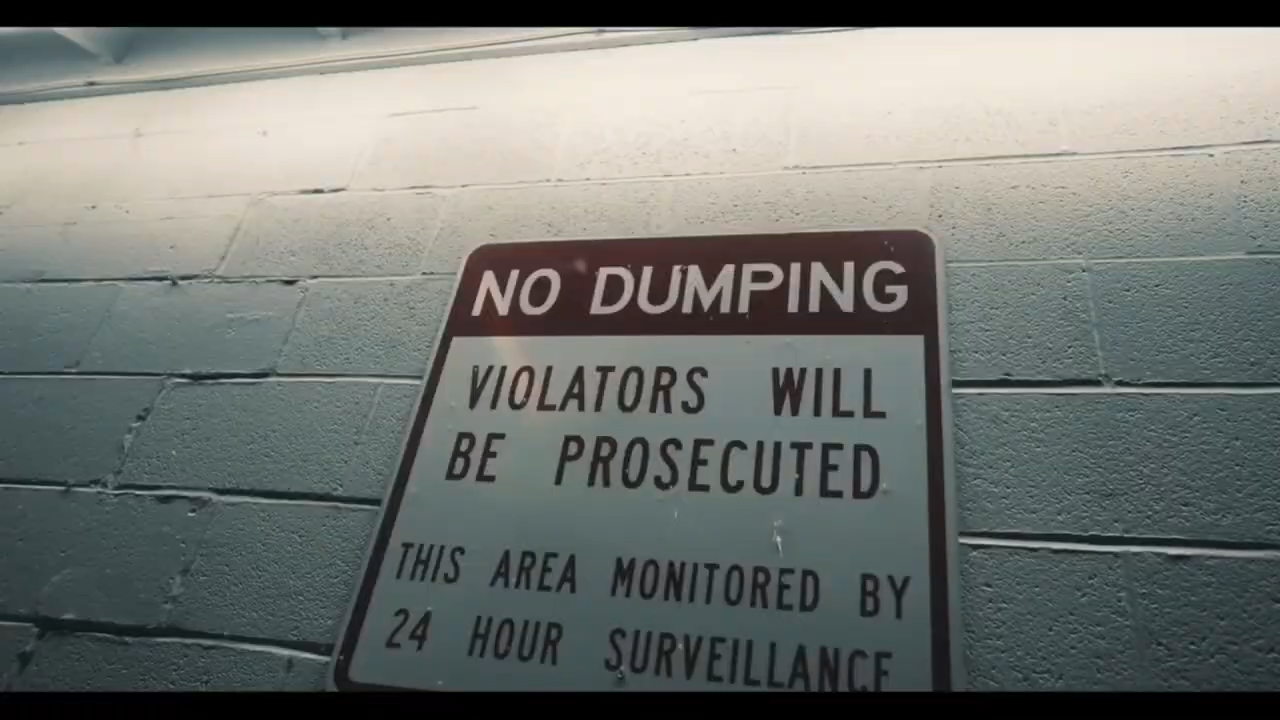 NO DUMPING
VIOLATORS WILL
BE PROSECUTED
THIS AREA MONITORED BY
24 HOUR SURVEILLANCE